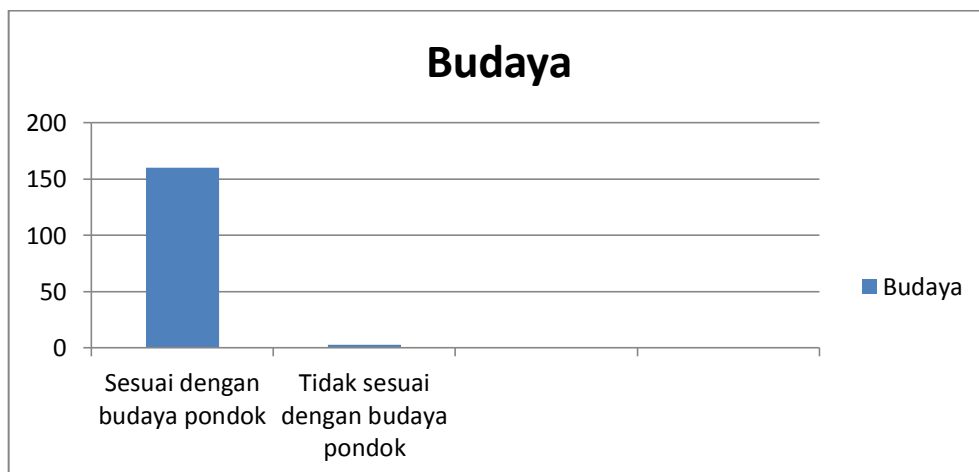 Budaya
200
150
100
50
0
Sesuai dengan
budaya pondok
Tidak sesuai
dengan budaya
pondok
Budaya